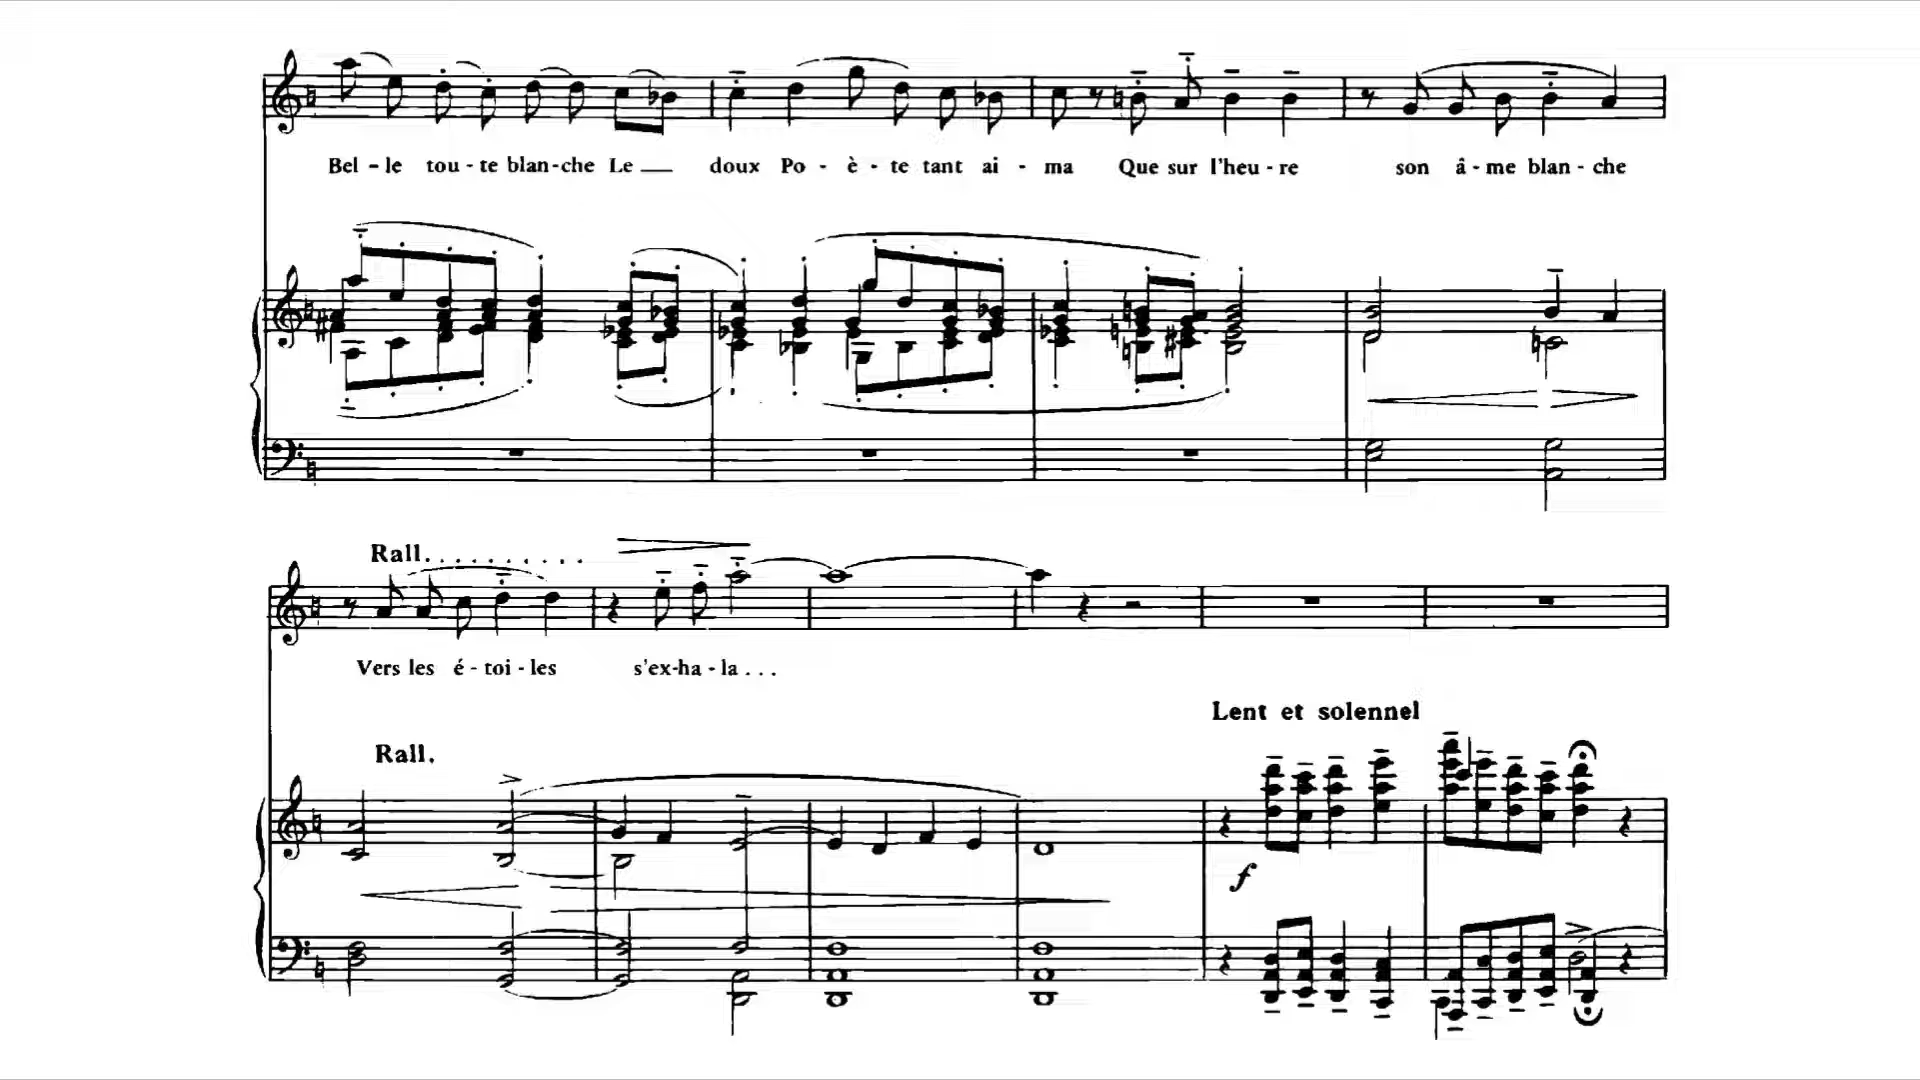 Bel - le tou - te blan-che Le doux Po - è - te tant ai - ma Que sur l'heu - re son â - me blan - che
Rall. . . . . . . . . . .
Vers les é - toi - les s'ex-ha - la . . .
Lent et solennel
Rall.
f